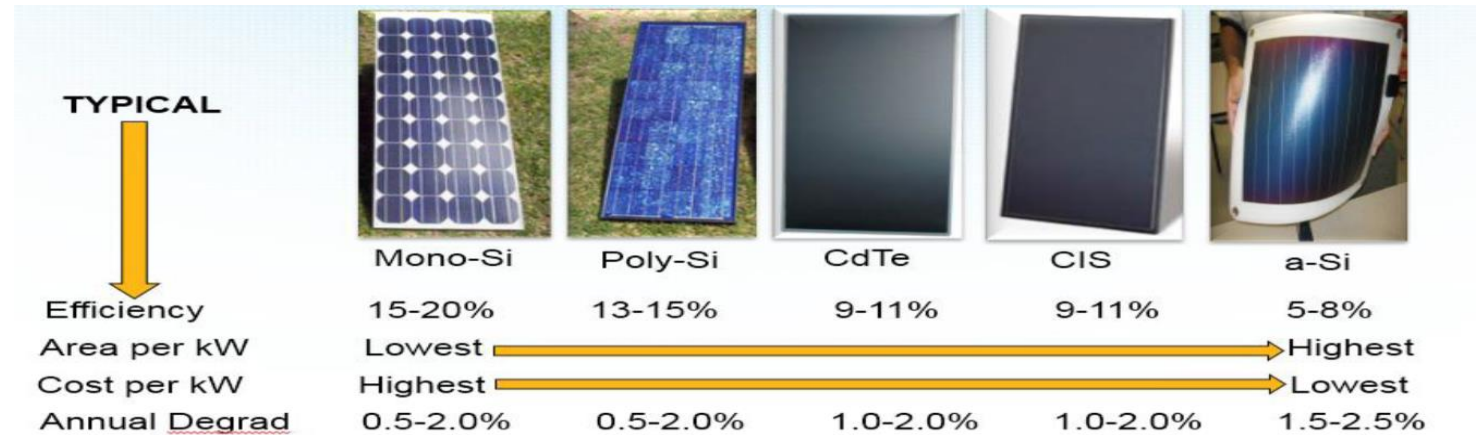 TYPICAL
Mono-Si Poly-Si CdTe CIS a-Si
Efficiency 15-20% 13-15% 9-11% 9-11% 5-8%
Area per kW Lowest Highest
Cost per kW Highest Lowest
Annual Degrad 0.5-2.0% 0.5-2.0% 1.0-2.0% 1.0-2.0% 1.5-2.5%